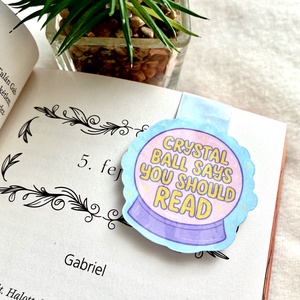 CRYSTAL
BALL SAYS
YOU SHOULD
READ
5. fej
Gabriel